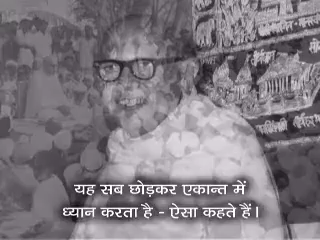 यह सब छोड़कर एकान्त में
ध्यान करता है - ऐसा कहते हैं।